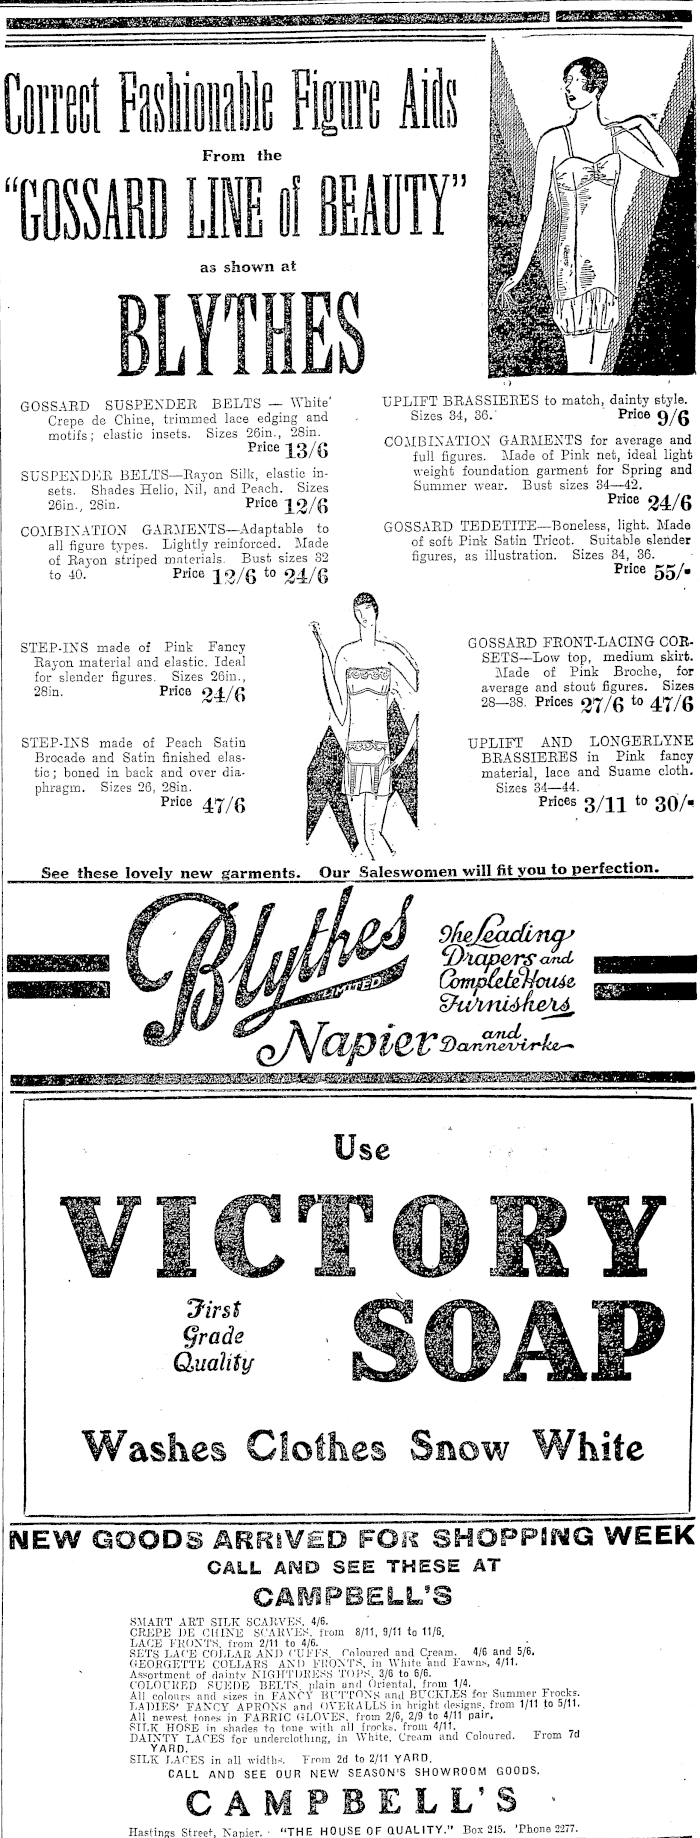 Correct Fashionable Figure Aids
From the
"GOSSARD LINE of BEAUTY"
as shown at
BLYTHES
GOSSARD SUSPENDER BELTS — White
Crepe de Chine, trimmed lace edging and
motifs; elastic insets. Sizes 26in., 28in.
Price 13/6
SUSPENDER BELTS—Rayon Silk, elastic in-
sets. Shades Helio, Nil, and Peach. Sizes
26in., 28in. Price 12/6
COMBINATION GARMENTS—Adaptable to
all figure types. Lightly reinforced. Made
of Rayon striped materials. Bust sizes 32
to 40. Price 12/6 to 24/6
UPLIFT BRASSIERES to match, dainty style.
Sizes 34, 36. Price 9/6
COMBINATION GARMENTS for average and
full figures. Made of Pink net, ideal light
weight foundation garment for Spring and
Summer wear. Bust sizes 34—42.
Price 24/6
GOSSARD TEDETITE—Boneless, light. Made
of soft Pink Satin Tricot. Suitable slender
figures, as illustration. Sizes 34, 36.
Price 55/-
STEP-INS made of Pink Fancy
Rayon material and elastic. Ideal
for slender figures. Sizes 26in.,
28in. Price 24/6
STEP-INS made of Peach Satin
Brocade and Satin finished elas-
tic; boned in back and over dia-
phragm. Sizes 26, 28in.
Price 47/6
GOSSARD FRONT-LACING COR-
SETS—Low top, medium skirt.
Made of Pink Broche, for
average and stout figures. Sizes
28—38. Prices 27/6 to 47/6
UPLIFT AND LONGERLYNE
BRASSIERES in Pink fancy
material, lace and Suame cloth.
Sizes 34—44.
Prices 3/11 to 30/-
See these lovely new garments. Our Saleswomen will fit you to perfection.
Blythes
LIMITED
Napier
The Leading
Drapers and
Complete House
Furnishers
and
Dannevirke
Use
VICTORY
First
Grade
Quality
SOAP
Washes Clothes Snow White
NEW GOODS ARRIVED FOR SHOPPING WEEK
CALL AND SEE THESE AT
CAMPBELL'S
SMART ART SILK SCARVES, 4/6.
CREPE DE CHINE SCARVES, from 8/11, 9/11 to 11/6.
LACE FRONTS, from 2/11 to 4/6.
SETS LACE COLLAR AND CUFFS, Coloured and Cream. 4/6 and 5/6.
GEORGETTE COLLARS AND FRONTS, in White and Fawns, 4/11.
Assortment of dainty NIGHTDRESS TOPS, 3/6 to 6/6.
COLOURED SUEDE BELTS, plain and Oriental, from 1/4.
All colours and sizes in FANCY BUTTONS and BUCKLES for Summer Frocks.
LADIES' FANCY APRONS and OVERALLS in bright designs, from 1/11 to 5/11.
All newest tones in FABRIC GLOVES, from 2/6, 2/9 to 4/11 pair.
SILK HOSE in shades to tone with all frocks, from 4/11.
DAINTY LACES for underclothing, in White, Cream and Coloured. From 7d
YARD.
SILK LACES in all widths. From 2d to 2/11 YARD.
CALL AND SEE OUR NEW SEASON'S SHOWROOM GOODS.
CAMPBELL'S
Hastings Street, Napier. "THE HOUSE OF QUALITY." Box 215. 'Phone 2277.